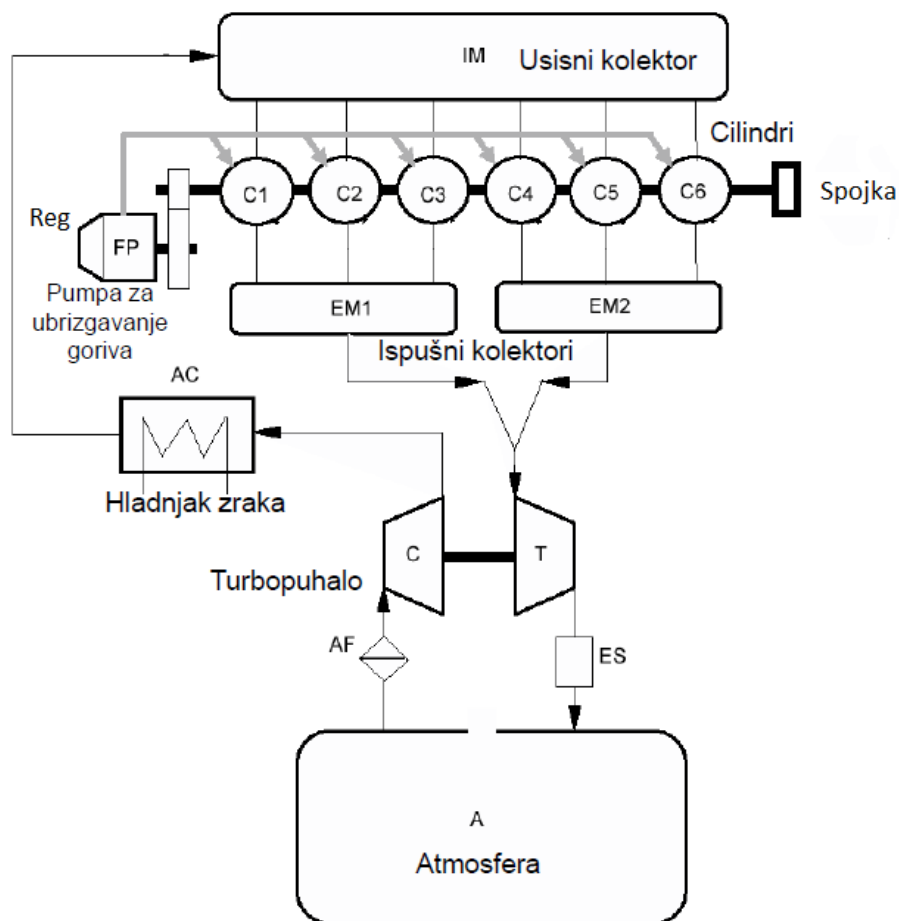 IM Usisni kolektor
Cilindri
C1 C2 C3 C4 C5 C6
Spojka
Reg
FP
Pumpa za
ubrizgavanje
goriva
EM1 EM2
Ispušni kolektori
AC
Hladnjak zraka
C T
Turbopuhalo
AF ES
A
Atmosfera